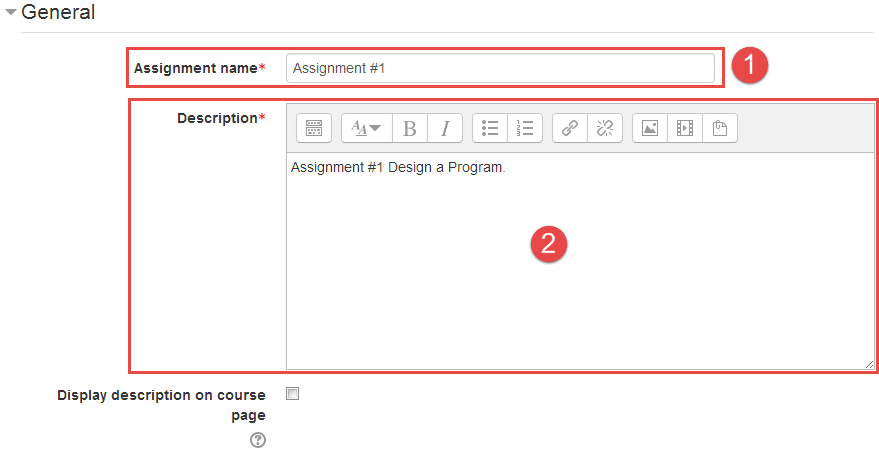 General
Assignment name* Assignment #1 1
Description*
Assignment #1 Design a Program.
2
Display description on course
page